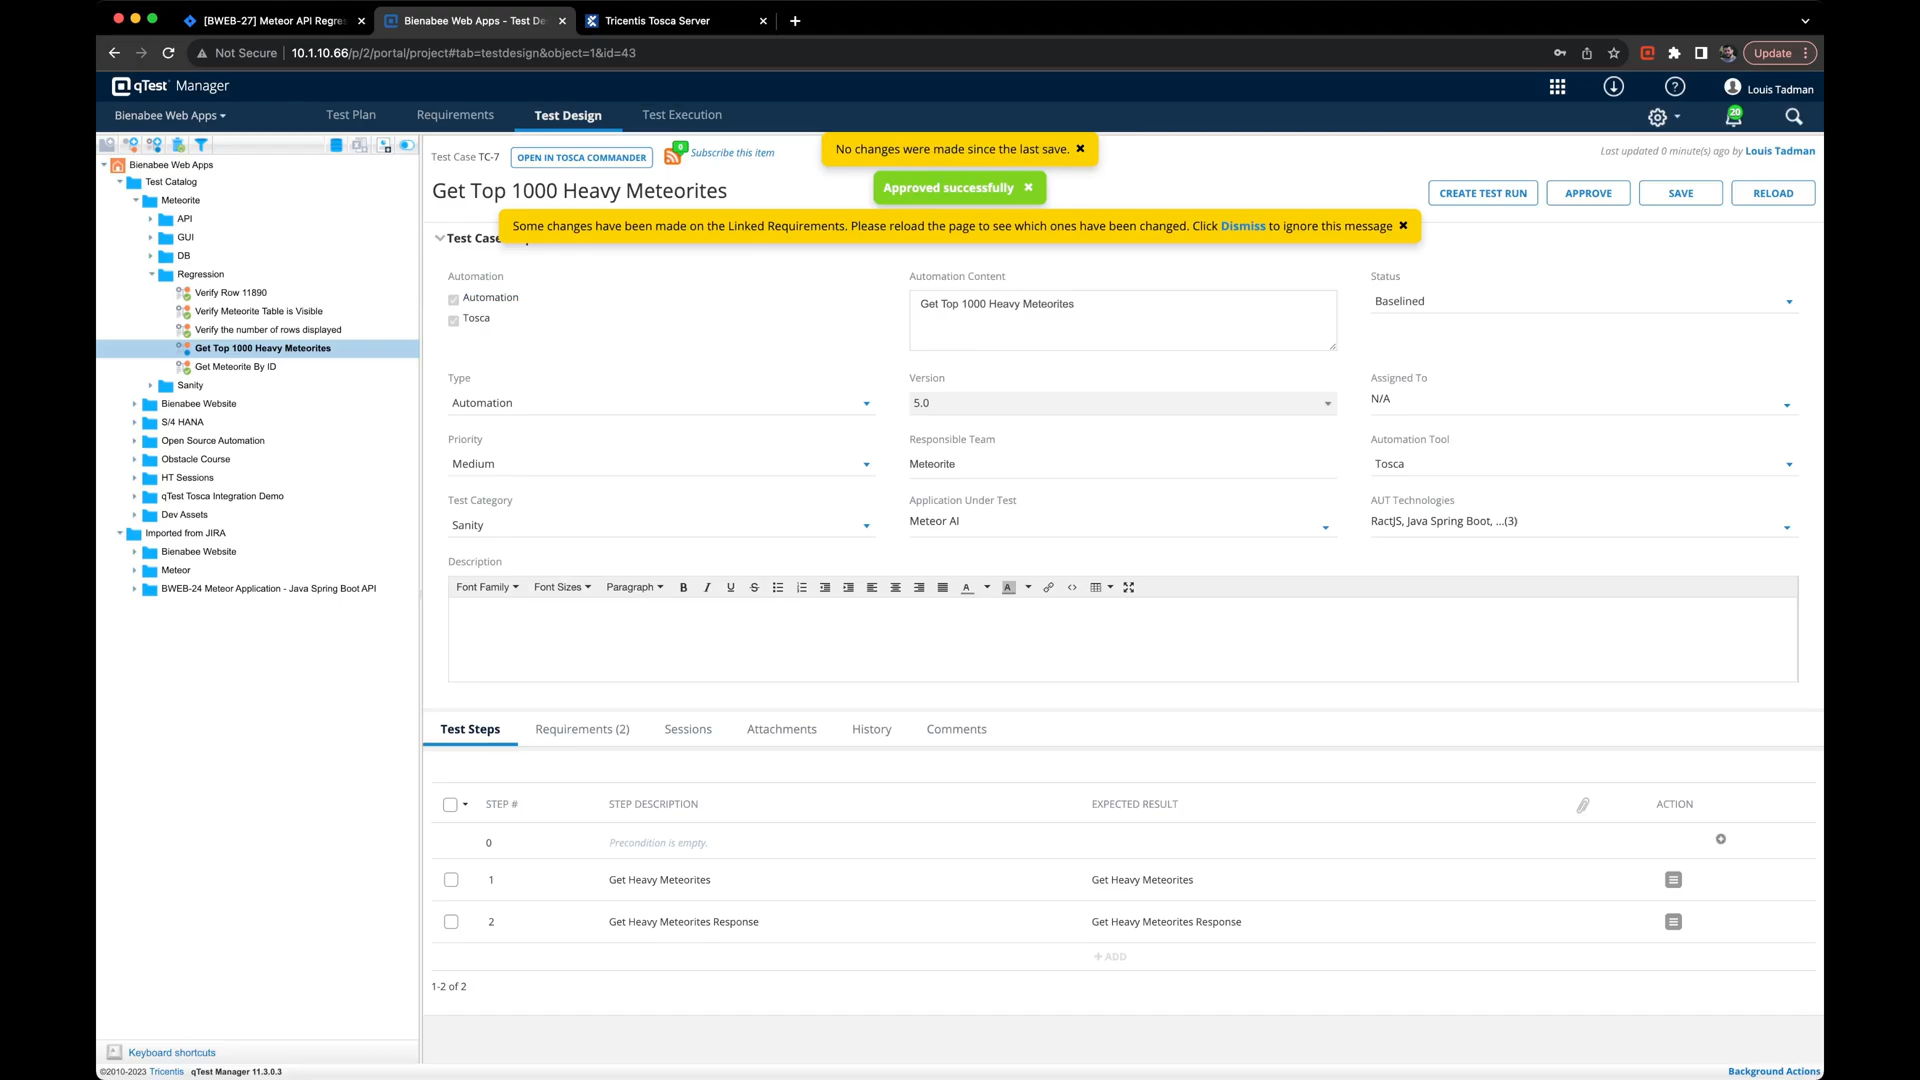 [BWEB-27] Meteor API Regres
Bienabee Web Apps - Test De
Tricentis Tosca Server
Not Secure
10.1.10.66/p/2/portal/project#tab=testdesign&object=1&id=43
Update
qTest Manager
Louis Tadman
Bienabee Web Apps
Test Plan
Requirements
Test Design
Test Execution
20
Bienabee Web Apps
Test Catalog
Meteorite
API
GUI
DB
Regression
Verify Row 11890
Verify Meteorite Table is Visible
Verify the number of rows displayed
Get Top 1000 Heavy Meteorites
Get Meteorite By ID
Sanity
Bienabee Website
S/4 HANA
Open Source Automation
Obstacle Course
HT Sessions
qTest Tosca Integration Demo
Dev Assets
Imported from JIRA
Bienabee Website
Meteor
BWEB-24 Meteor Application - Java Spring Boot API
Keyboard shortcuts
©2010-2023 Tricentis qTest Manager 11.3.0.3
Test Case TC-7
OPEN IN TOSCA COMMANDER
0
Subscribe this item
No changes were made since the last save.
Last updated 0 minute(s) ago by Louis Tadman
Get Top 1000 Heavy Meteorites
Approved successfully
CREATE TEST RUN
APPROVE
SAVE
RELOAD
Some changes have been made on the Linked Requirements. Please reload the page to see which ones have been changed. Click Dismiss to ignore this message
Test Case
Automation
Automation
Tosca
Automation Content
Get Top 1000 Heavy Meteorites
Status
Baselined
Type
Automation
Version
5.0
Assigned To
N/A
Priority
Medium
Responsible Team
Meteorite
Automation Tool
Tosca
Test Category
Sanity
Application Under Test
Meteor AI
AUT Technologies
RactJS, Java Spring Boot, ...(3)
Description
Font Family
Font Sizes
Paragraph
B
I
U
S
A
A
Test Steps
Requirements (2)
Sessions
Attachments
History
Comments
STEP #
STEP DESCRIPTION
EXPECTED RESULT
ACTION
0
Precondition is empty.
1
Get Heavy Meteorites
Get Heavy Meteorites
2
Get Heavy Meteorites Response
Get Heavy Meteorites Response
+ ADD
1-2 of 2
Background Actions